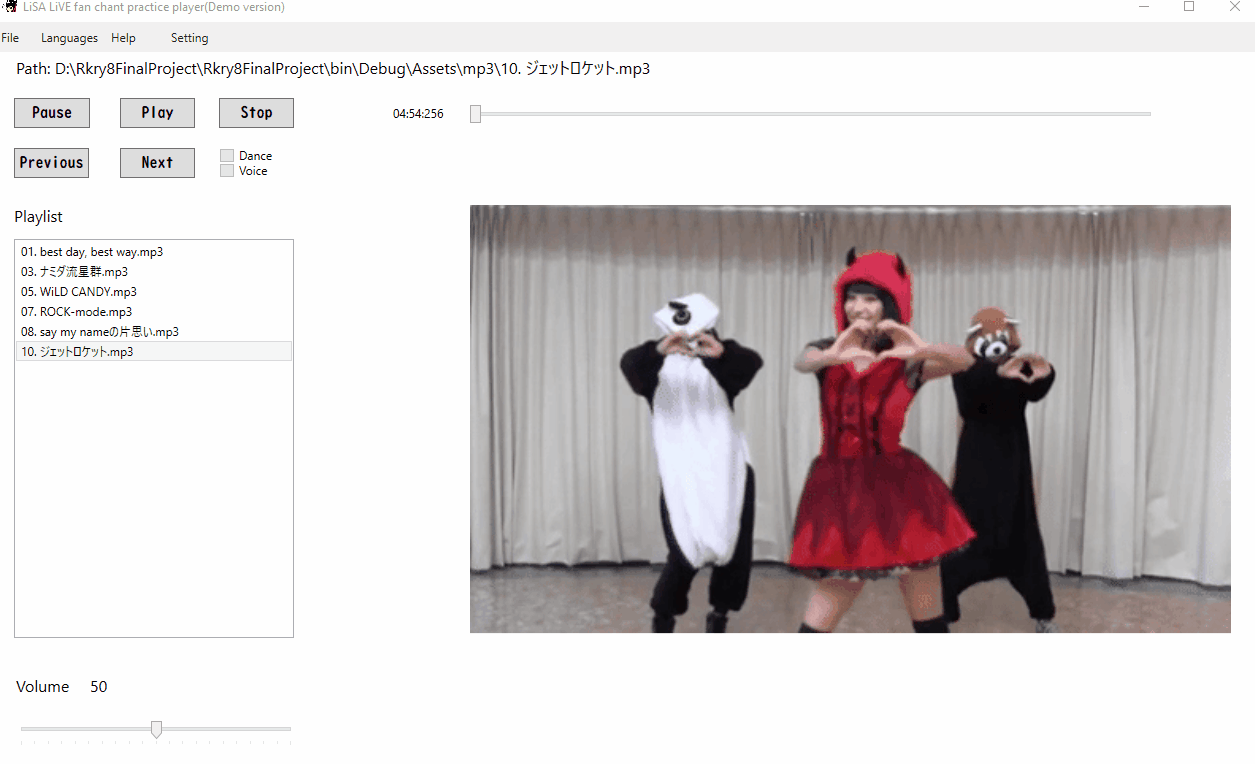 LiSA LiVE fan chant practice player(Demo version)
File Languages Help Setting
Path: D:\Rkry8FinalProject\Rkry8FinalProject\bin\Debug\Assets\mp3\10. ジェットロケット.mp3
Pause Play Stop 04:54:256
Previous Next
Dance
Voice
Playlist
01. best day, best way.mp3
03. ナミダ流星群.mp3
05. WiLD CANDY.mp3
07. ROCK-mode.mp3
08. say my nameの片思い.mp3
10. ジェットロケット.mp3
Volume 50